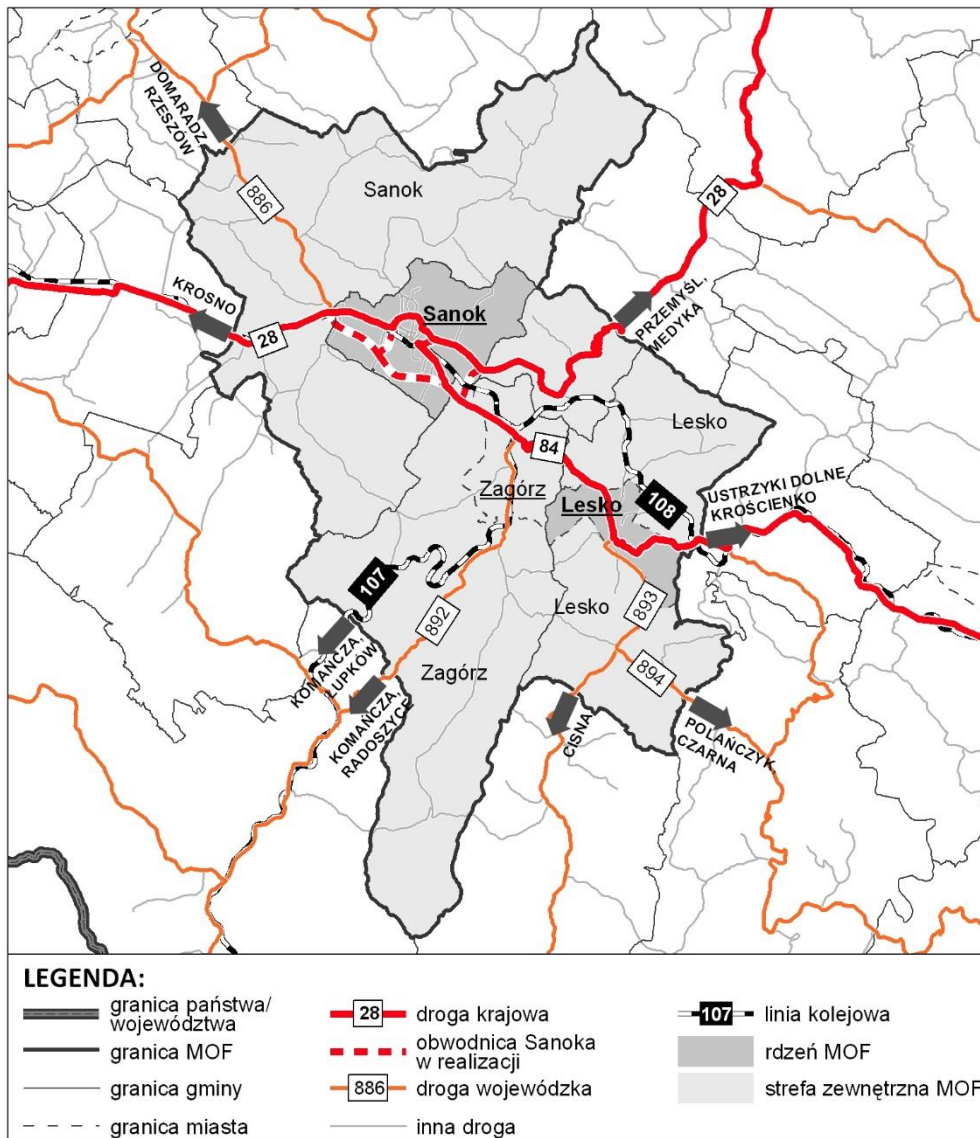 DOMARADZ
RZESZÓW
886
Sanok
28
PRZEMYŚL,
MEDYKA
KROSNO
28
Sanok
Lesko
84
USTRZYKI DOLNE
KROŚCIENKO
Zagórz
Lesko
108
107
892
Lesko
893
KOMAŃCZA,
ŁUPKÓW
Zagórz
894
KOMAŃCZA,
RADOSZYCE
CISNA
POLAŃCZYK,
CZARNA
LEGENDA:
granica państwa/
województwa
granica MOF
granica gminy
granica miasta
28 droga krajowa
obwodnica Sanoka
w realizacji
886 droga wojewódzka
inna droga
107 linia kolejowa
rdzeń MOF
strefa zewnętrzna MOF